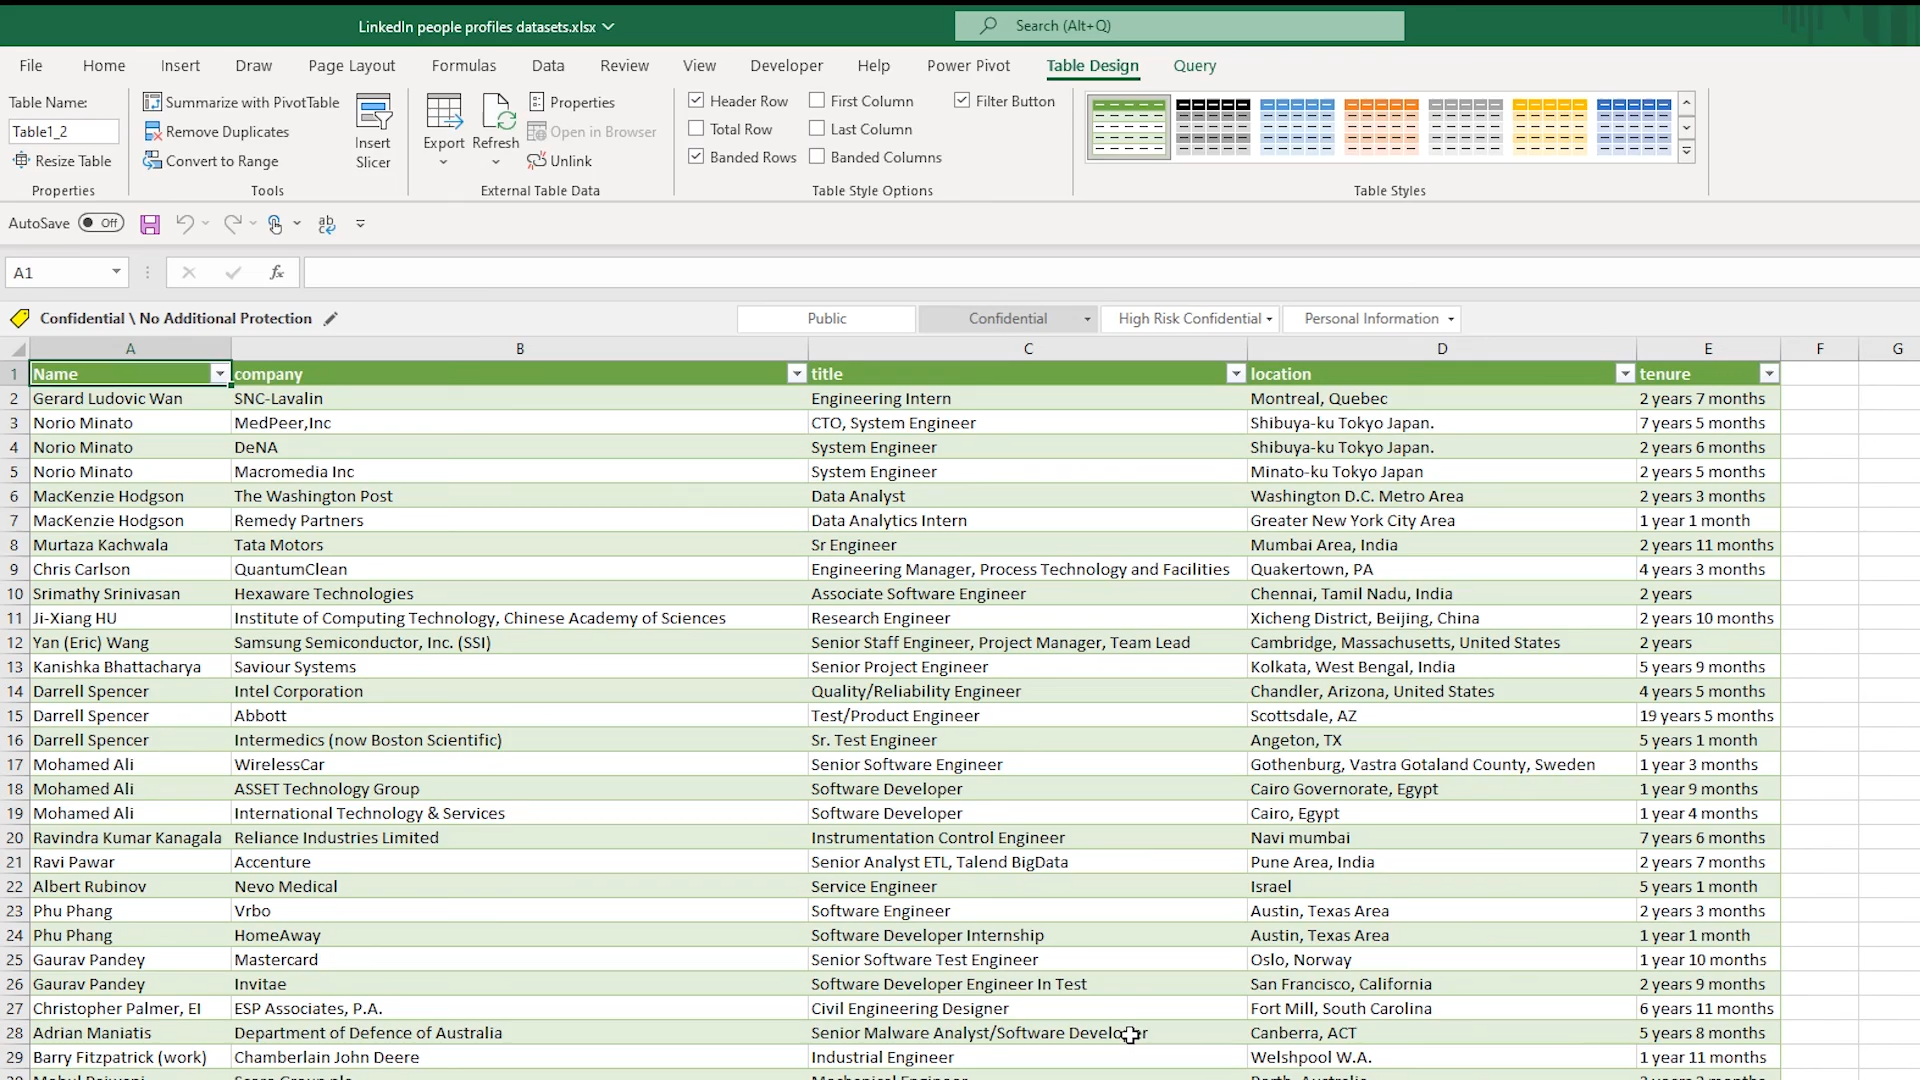 LinkedIn people profiles datasets.xlsx
Search (Alt+Q)
File Home Insert Draw Page Layout Formulas Data Review View Developer Help Power Pivot Table Design Query
Table Name:
Table1_2
Resize Table
Properties
Summarize with PivotTable
Remove Duplicates
Convert to Range
Insert Slicer
Tools
Export
Refresh
Properties
Open in Browser
Unlink
External Table Data
Header Row First Column Filter Button
Total Row Last Column
Banded Rows Banded Columns
Table Style Options
Table Styles
AutoSave Off
A1 fx
Confidential \ No Additional Protection
Public Confidential High Risk Confidential Personal Information
A B C D E F G
1 Name company title location tenure
2 Gerard Ludovic Wan SNC-Lavalin Engineering Intern Montreal, Quebec 2 years 7 months
3 Norio Minato MedPeer,Inc CTO, System Engineer Shibuya-ku Tokyo Japan. 7 years 5 months
4 Norio Minato DeNA System Engineer Shibuya-ku Tokyo Japan. 2 years 6 months
5 Norio Minato Macromedia Inc System Engineer Minato-ku Tokyo Japan 2 years 5 months
6 MacKenzie Hodgson The Washington Post Data Analyst Washington D.C. Metro Area 2 years 3 months
7 MacKenzie Hodgson Remedy Partners Data Analytics Intern Greater New York City Area 1 year 1 month
8 Murtaza Kachwala Tata Motors Sr Engineer Mumbai Area, India 2 years 11 months
9 Chris Carlson QuantumClean Engineering Manager, Process Technology and Facilities Quakertown, PA 4 years 3 months
10 Srimathy Srinivasan Hexaware Technologies Associate Software Engineer Chennai, Tamil Nadu, India 2 years
11 Ji-Xiang HU Institute of Computing Technology, Chinese Academy of Sciences Research Engineer Xicheng District, Beijing, China 2 years 10 months
12 Yan (Eric) Wang Samsung Semiconductor, Inc. (SSI) Senior Staff Engineer, Project Manager, Team Lead Cambridge, Massachusetts, United States 2 years
13 Kanishka Bhattacharya Saviour Systems Senior Project Engineer Kolkata, West Bengal, India 5 years 9 months
14 Darrell Spencer Intel Corporation Quality/Reliability Engineer Chandler, Arizona, United States 4 years 5 months
15 Darrell Spencer Abbott Test/Product Engineer Scottsdale, AZ 19 years 5 months
16 Darrell Spencer Intermedics (now Boston Scientific) Sr. Test Engineer Angeton, TX 5 years 1 month
17 Mohamed Ali WirelessCar Senior Software Engineer Gothenburg, Vastra Gotaland County, Sweden 1 year 3 months
18 Mohamed Ali ASSET Technology Group Software Developer Cairo Governorate, Egypt 1 year 9 months
19 Mohamed Ali International Technology & Services Software Developer Cairo, Egypt 1 year 4 months
20 Ravindra Kumar Kanagala Reliance Industries Limited Instrumentation Control Engineer Navi mumbai 7 years 6 months
21 Ravi Pawar Accenture Senior Analyst ETL, Talend BigData Pune Area, India 2 years 7 months
22 Albert Rubinov Nevo Medical Service Engineer Israel 5 years 1 month
23 Phu Phang Vrbo Software Engineer Austin, Texas Area 2 years 3 months
24 Phu Phang HomeAway Software Developer Internship Austin, Texas Area 1 year 1 month
25 Gaurav Pandey Mastercard Senior Software Test Engineer Oslo, Norway 1 year 10 months
26 Gaurav Pandey Invitae Software Developer Engineer In Test San Francisco, California 2 years 9 months
27 Christopher Palmer, EI ESP Associates, P.A. Civil Engineering Designer Fort Mill, South Carolina 6 years 11 months
28 Adrian Maniatis Department of Defence of Australia Senior Malware Analyst/Software Developer Canberra, ACT 5 years 8 months
29 Barry Fitzpatrick (work) Chamberlain John Deere Industrial Engineer Welshpool W.A. 1 year 11 months